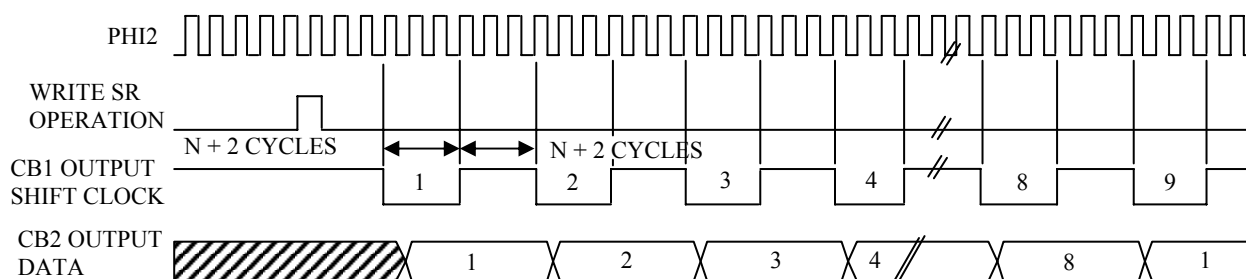 PHI2
WRITE SR
OPERATION
N + 2 CYCLES
N + 2 CYCLES
CB1 OUTPUT
SHIFT CLOCK
1 2 3 4 8 9
CB2 OUTPUT
DATA
1 2 3 4 8 1